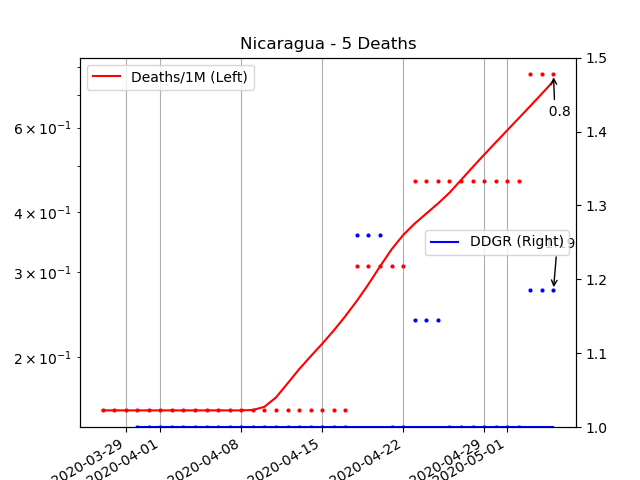 Nicaragua - 5 Deaths
Deaths/1M (Left)
DDGR (Right)
0.8
6 × 10⁻¹
4 × 10⁻¹
3 × 10⁻¹
2 × 10⁻¹
1.5
1.4
1.3
1.2
1.1
1.0
2020-03-29
2020-04-01
2020-04-08
2020-04-15
2020-04-22
2020-04-29
2020-05-01